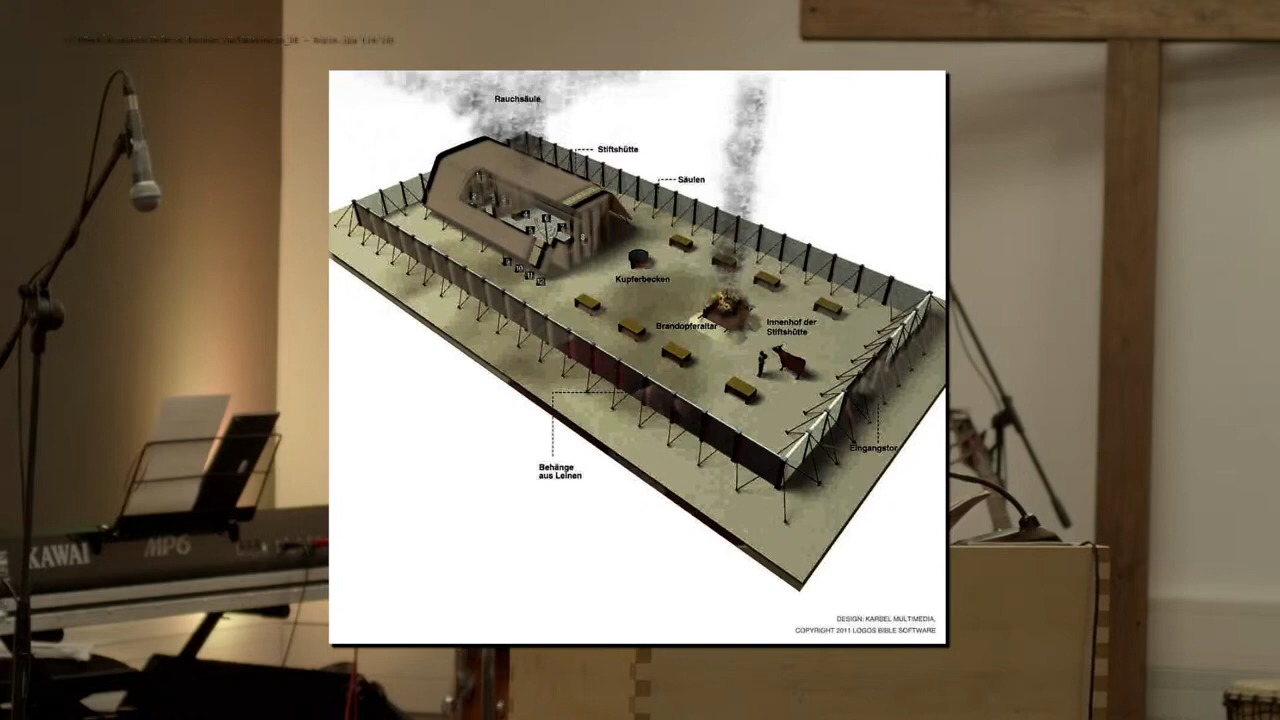 Rauchsäule
Stiftshütte
Säulen
Kupferbecken
Brandopferaltar
Innenhof der
Stiftshütte
Eingangstor
Behänge
aus Leinen
KAWAI
MP6
DESIGN: KARBEL MULTIMEDIA,
COPYRIGHT 2011 LOGOS BIBLE SOFTWARE